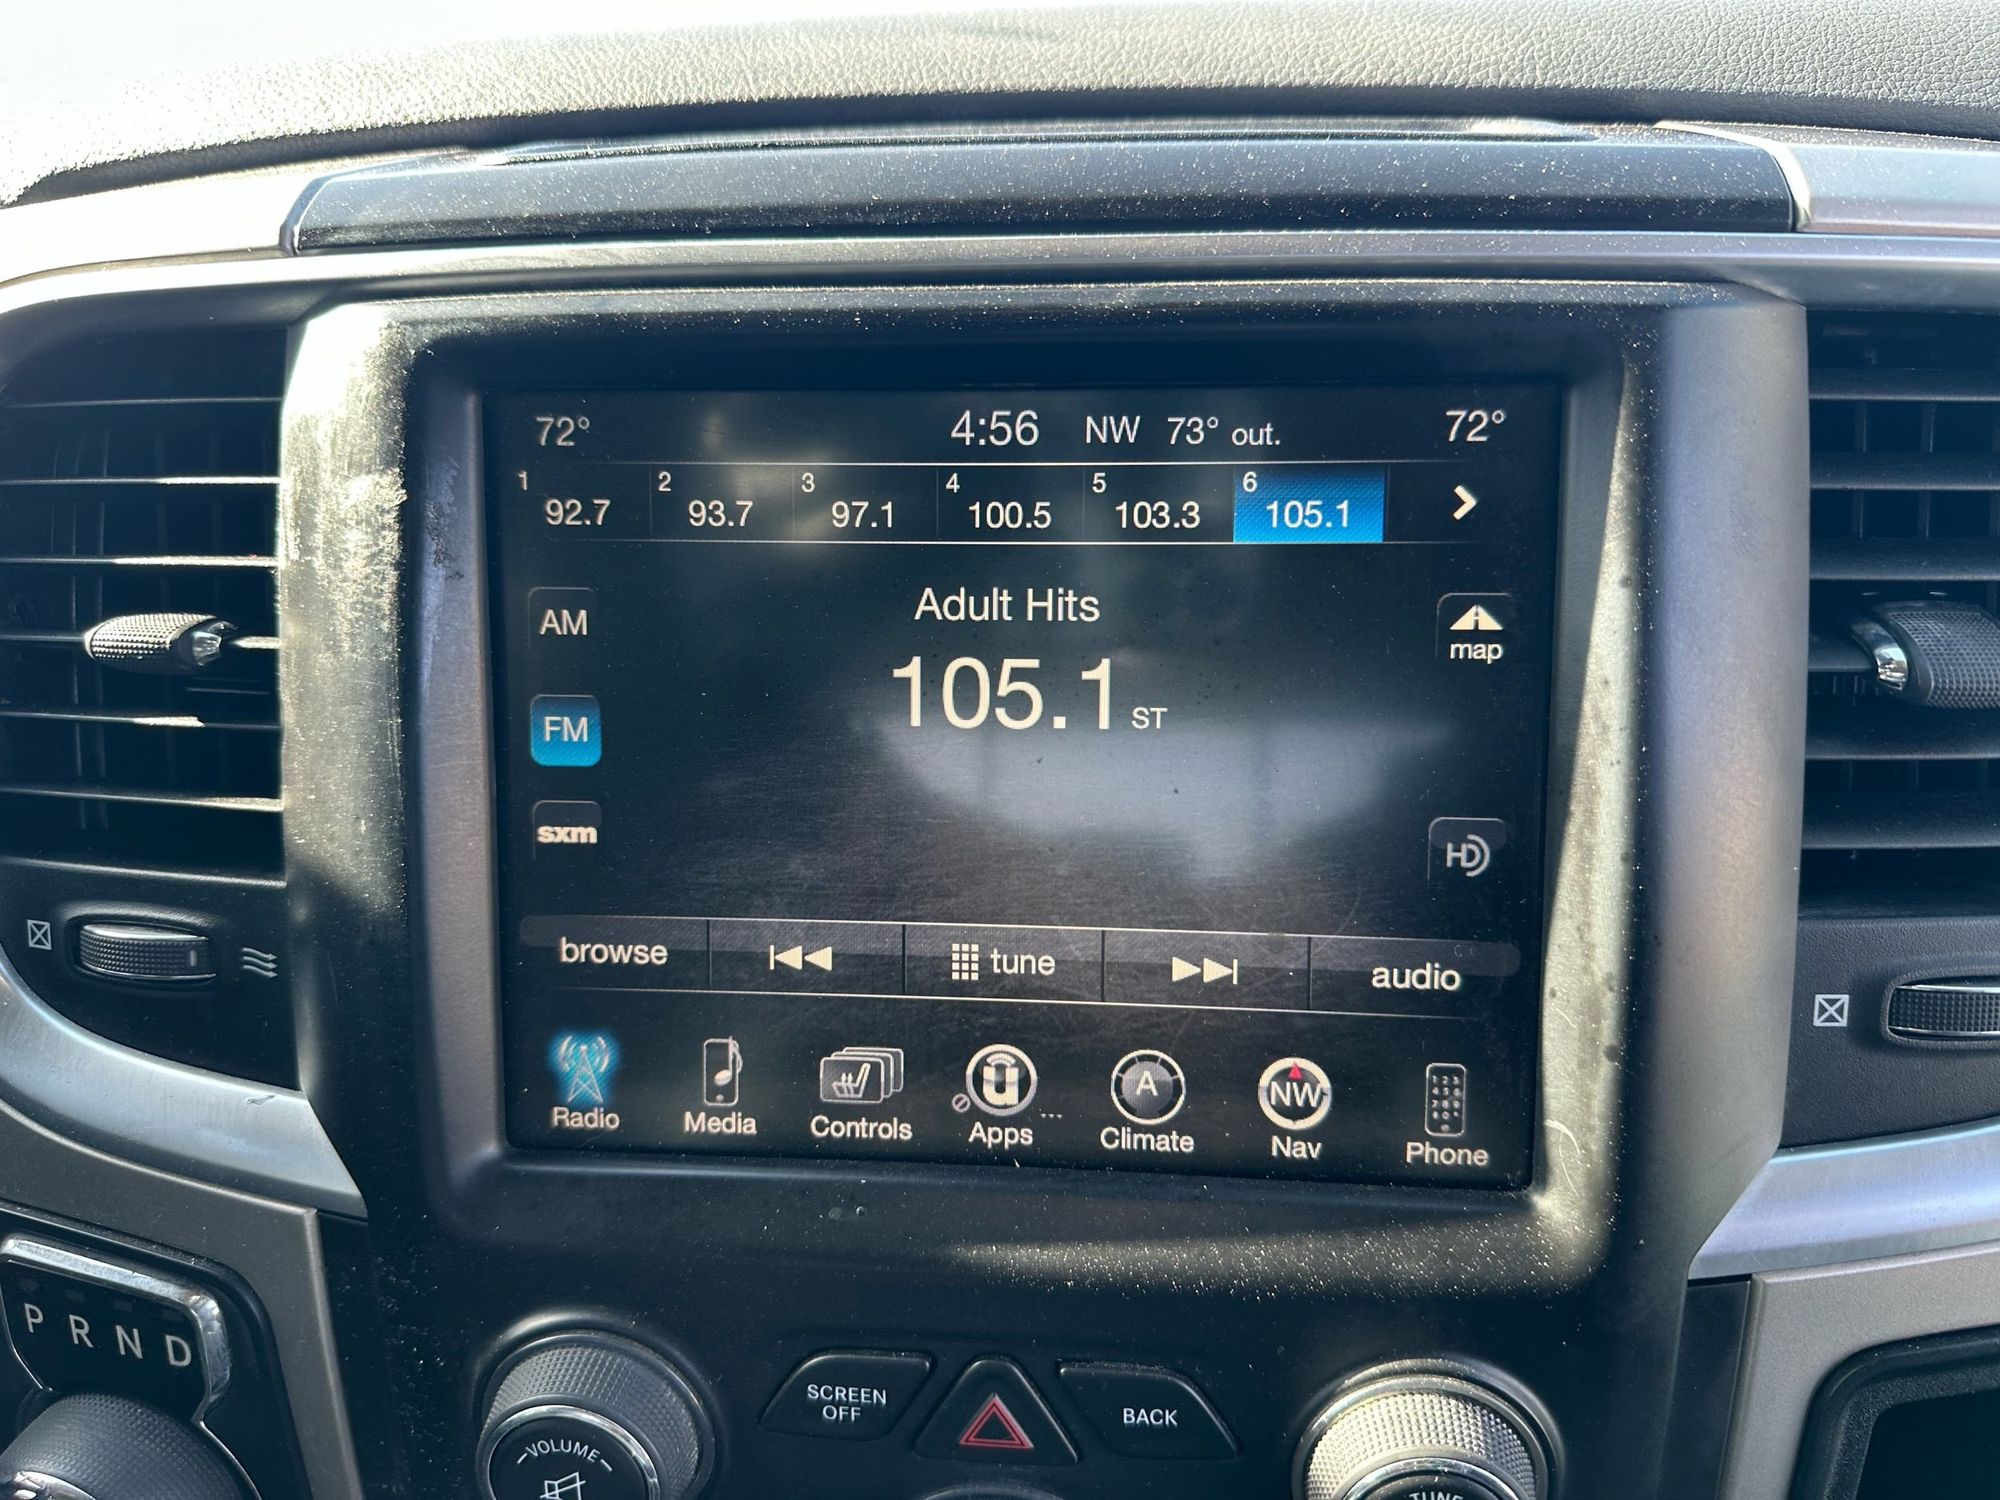 72° 4:56 NW 73° out. 72°
1 2 3 4 5 6
92.7 93.7 97.1 100.5 103.3 105.1
AM
Adult Hits
map
105.1 ST
FM
sxm
HD
browse tune audio
NW
A
Radio Media Controls Apps Climate Nav Phone
P R N D
SCREEN
OFF
BACK
VOLUME
TUNE